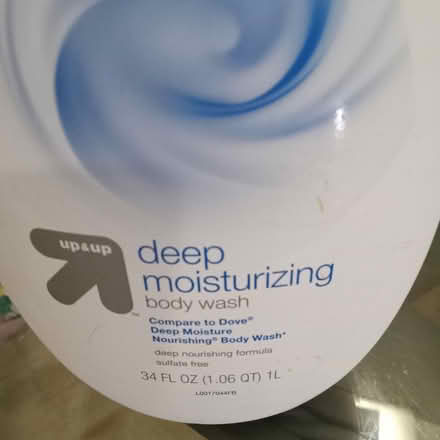 up&up
deep
moisturizing
body wash
Compare to Dove®
Deep Moisture
Nourishing® Body Wash*
deep nourishing formula
sulfate free
34 FL OZ (1.06 QT) 1L